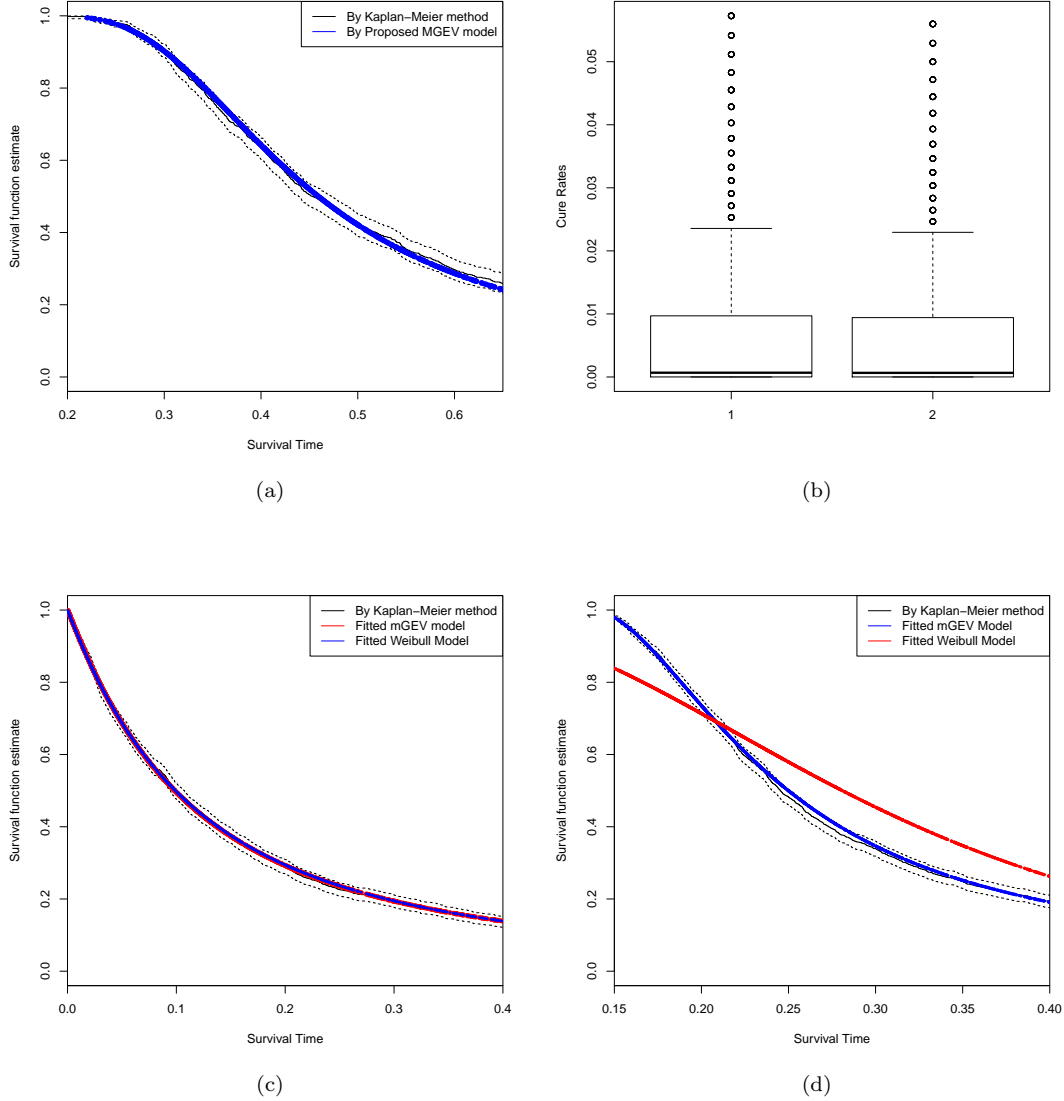 By Kaplan−Meier method
By Proposed MGEV model
Survival function estimate
1.0
0.8
0.6
0.4
0.2
0.0
0.2 0.3 0.4 0.5 0.6
Survival Time
(a)
Cure Rates
0.05
0.04
0.03
0.02
0.01
0.00
1 2
(b)
By Kaplan−Meier method
Fitted mGEV model
Fitted Weibull Model
Survival function estimate
1.0
0.8
0.6
0.4
0.2
0.0
0.0 0.1 0.2 0.3 0.4
Survival Time
(c)
By Kaplan−Meier method
Fitted mGEV Model
Fitted Weibull Model
Survival function estimate
1.0
0.8
0.6
0.4
0.2
0.0
0.15 0.20 0.25 0.30 0.35 0.40
Survival Time
(d)